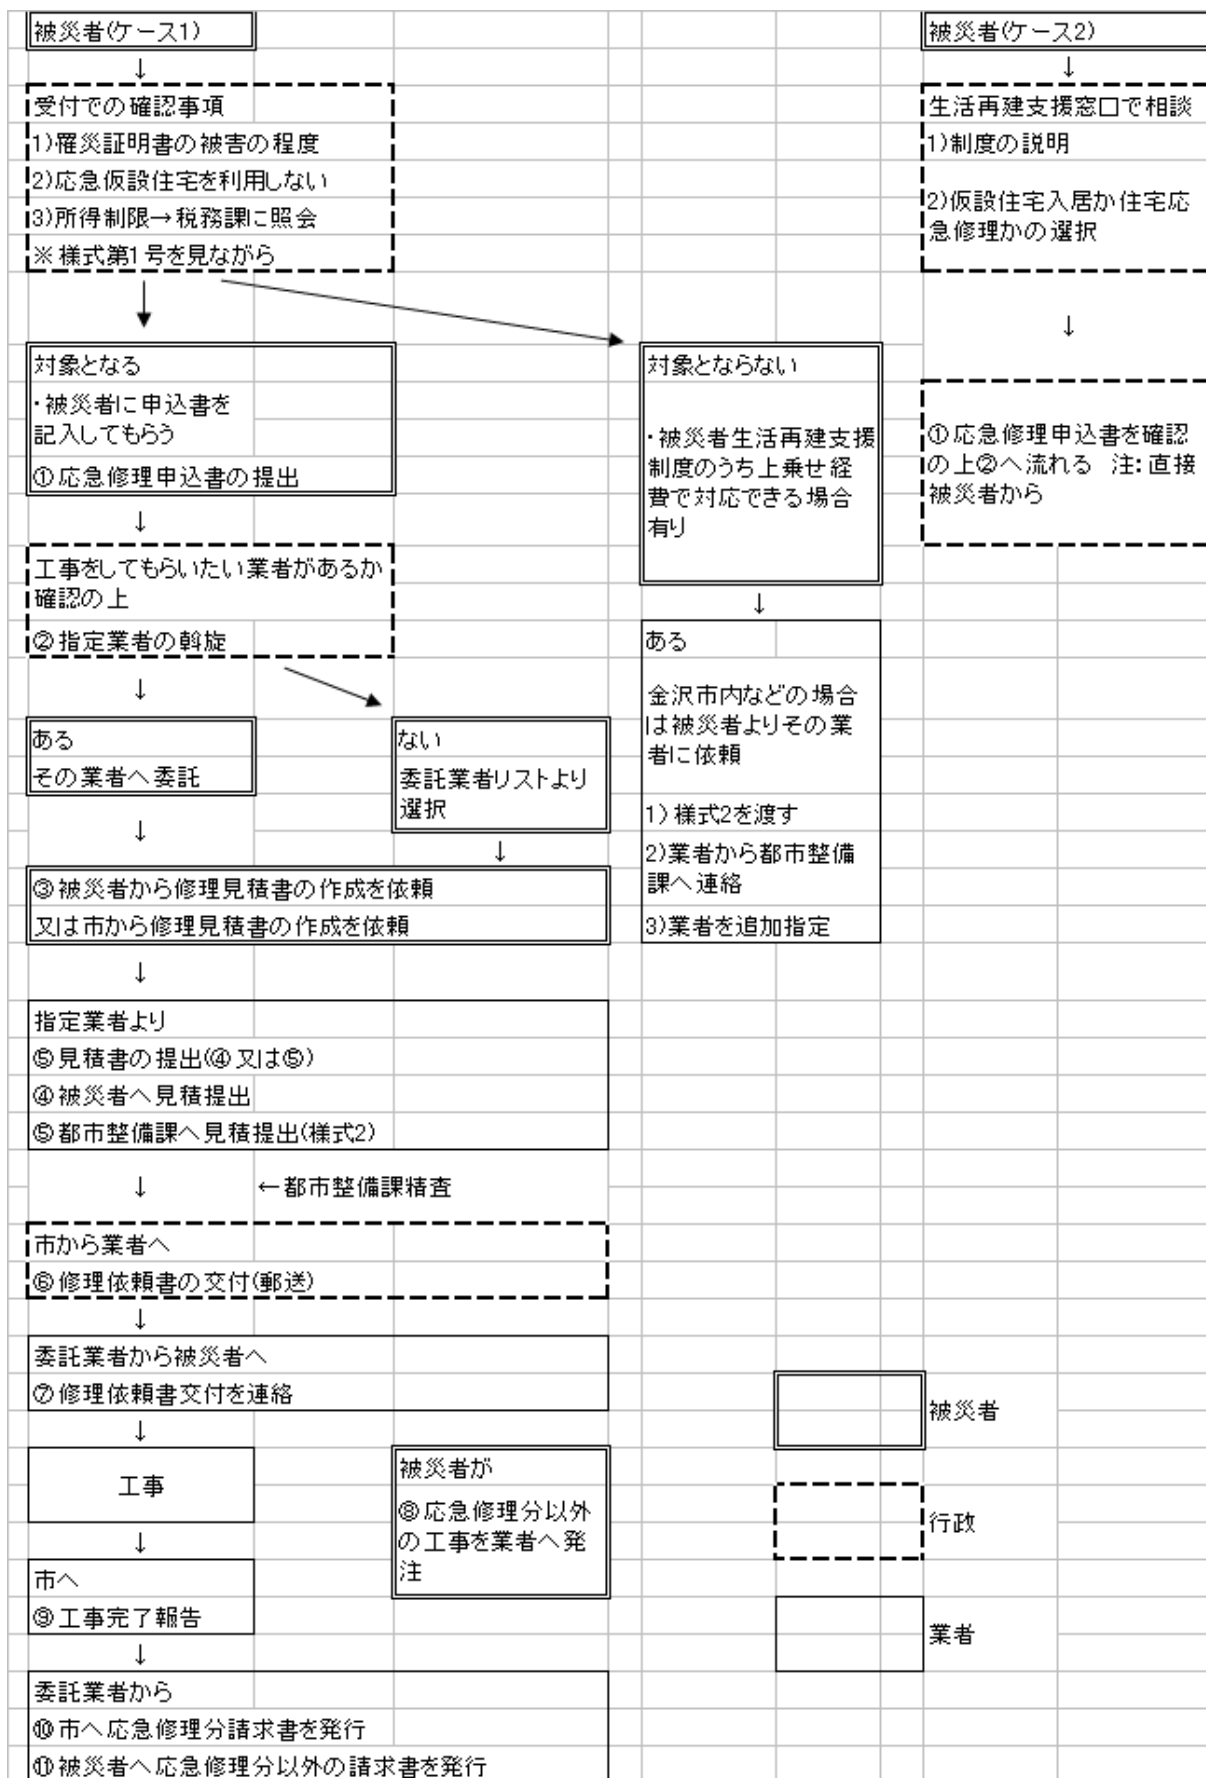 被災者(ケース1)
↓
受付での確認事項
1)罹災証明書の被害の程度
2)応急仮設住宅を利用しない
3)所得制限→税務課に照会
※様式第1号を見ながら
対象となる
・被災者に申込書を
記入してもらう
①応急修理申込書の提出
↓
工事をしてもらいたい業者があるか
確認の上
②指定業者の斡旋
↓
ある
その業者へ委託
↓
ない
委託業者リストより
選択
↓
③被災者から修理見積書の作成を依頼
又は市から修理見積書の作成を依頼
↓
指定業者より
⑤見積書の提出(④又は⑤)
④被災者へ見積提出
⑤都市整備課へ見積提出(様式2)
↓ ←都市整備課精査
市から業者へ
⑥修理依頼書の交付(郵送)
↓
委託業者から被災者へ
⑦修理依頼書交付を連絡
↓
工事
↓
被災者が
⑧応急修理分以外
の工事を業者へ発
注
市へ
⑨工事完了報告
↓
委託業者から
⑩市へ応急修理分請求書を発行
⑪被災者へ応急修理分以外の請求書を発行
対象とならない
・被災者生活再建支援
制度のうち上乗せ経
費で対応できる場合
有り
↓
ある
金沢市内などの場合
は被災者よりその業
者に依頼
1)様式2を渡す
2)業者から都市整備
課へ連絡
3)業者を追加指定
被災者(ケース2)
↓
生活再建支援窓口で相談
1)制度の説明
2)仮設住宅入居か住宅応
急修理かの選択
↓
①応急修理申込書を確認
の上②へ流れる 注:直接
被災者から
被災者
行政
業者